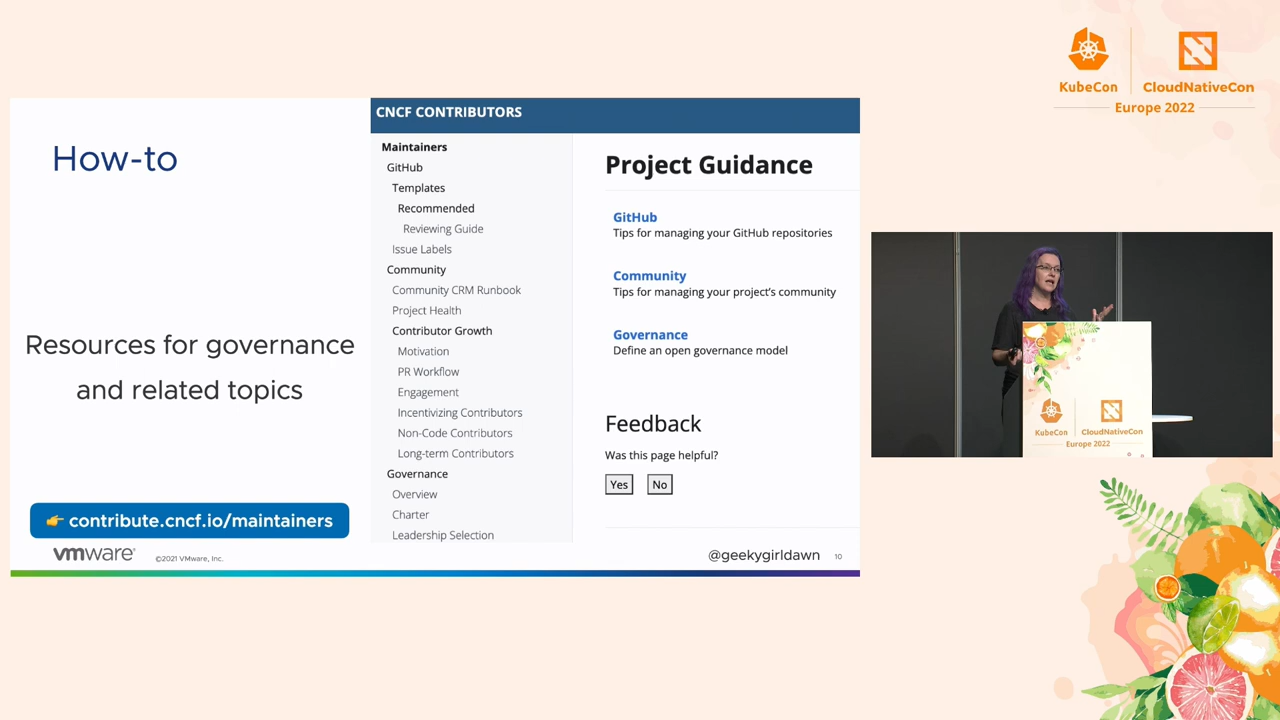 How-to
Resources for governance
and related topics
👉 contribute.cncf.io/maintainers
CNCF CONTRIBUTORS
Maintainers
GitHub
Templates
Recommended
Reviewing Guide
Issue Labels
Community
Community CRM Runbook
Project Health
Contributor Growth
Motivation
PR Workflow
Engagement
Incentivizing Contributors
Non-Code Contributors
Long-term Contributors
Governance
Overview
Charter
Leadership Selection
Project Guidance
GitHub
Tips for managing your GitHub repositories
Community
Tips for managing your project's community
Governance
Define an open governance model
Feedback
Was this page helpful?
Yes No
vmware®
©2021 VMware, Inc.
@geekygirldawn 10
KubeCon CloudNativeCon
Europe 2022
KubeCon CloudNativeCon
Europe 2022